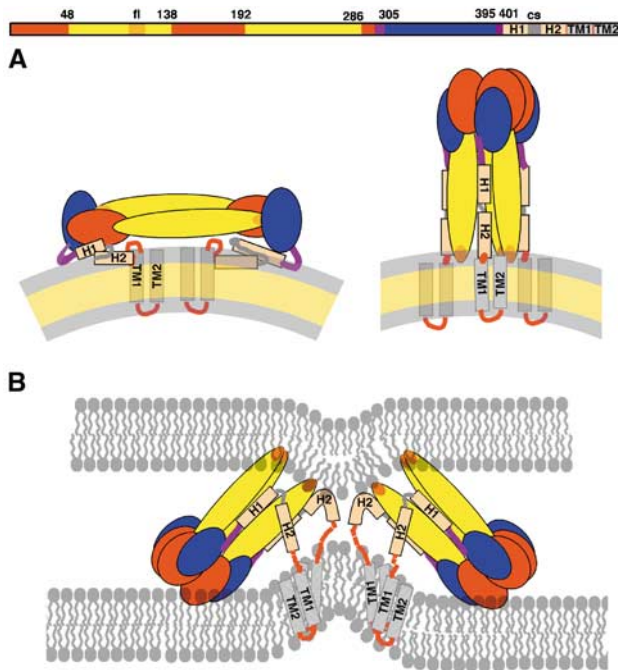 48 fl 138 192 286 305 395 401 cs
H1 H2 TM1 TM2
A
H1 H2 TM1 TM2
H1 H2 TM1 TM2
B
H1 H2 H2 H2 H2 H1
TM2 TM1 TM1 TM1 TM2